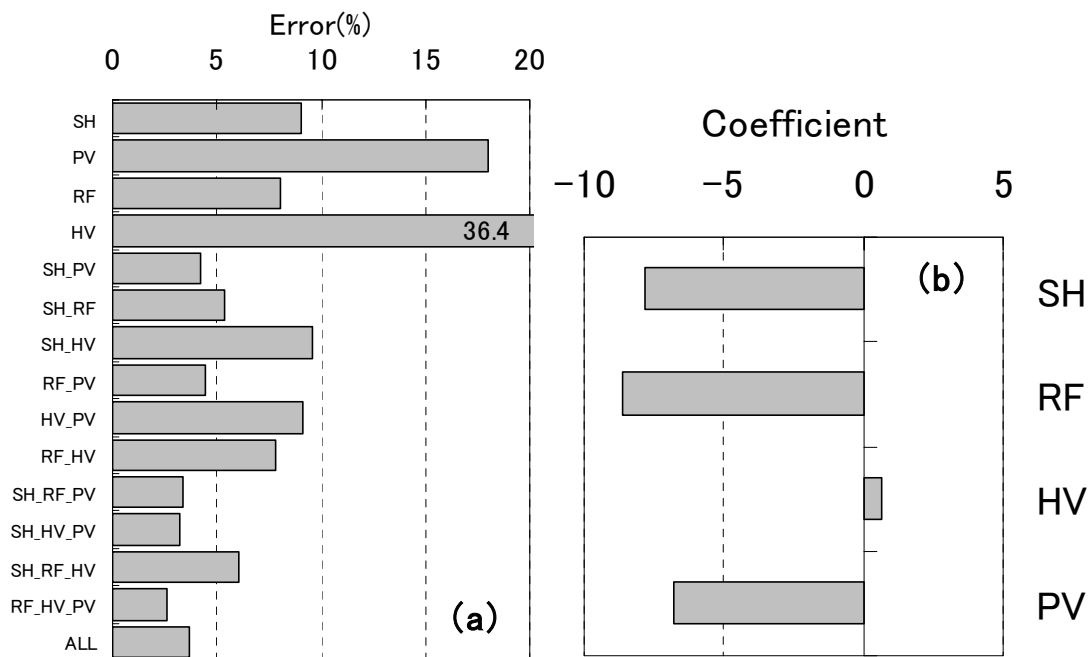 Error(%)
0 5 10 15 20
SH
PV
RF
HV
36.4
SH_PV
SH_RF
SH_HV
RF_PV
HV_PV
RF_HV
SH_RF_PV
SH_HV_PV
SH_RF_HV
RF_HV_PV
ALL
(a)
Coefficient
-10 -5 0 5
(b)
SH
RF
HV
PV